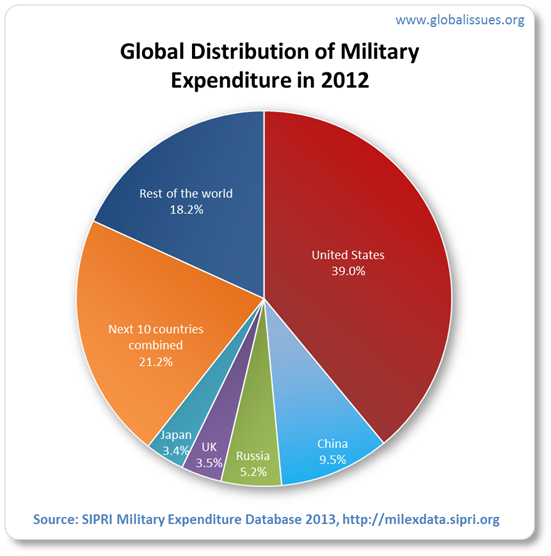 www.globalissues.org
Global Distribution of Military
Expenditure in 2012
Rest of the world
18.2%
United States
39.0%
Next 10 countries
combined
21.2%
Japan
3.4%
UK
3.5%
Russia
5.2%
China
9.5%
Source: SIPRI Military Expenditure Database 2013, http://milexdata.sipri.org